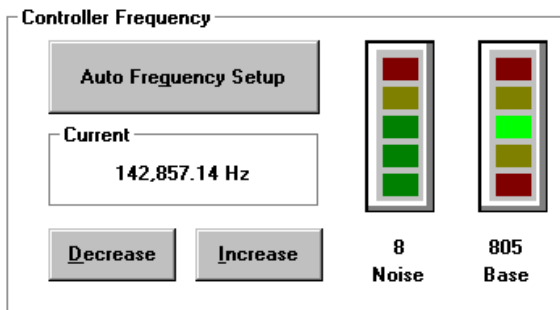 Controller Frequency
Auto Frequency Setup
Current
142,857.14 Hz
Decrease
Increase
8
Noise
805
Base